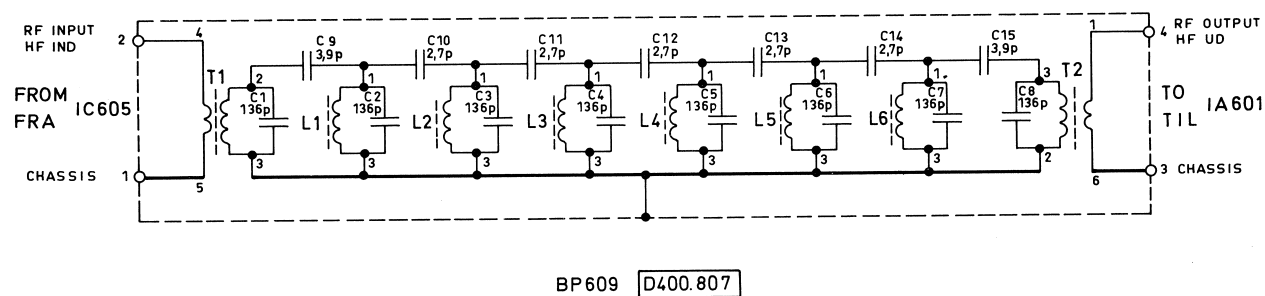 RF INPUT
HF IND
2
4
T1
FROM
FRA
IC605
CHASSIS 1
5
2
C1
136p
3
C9
3,9p
1
C2
136p
L1
3
C10
2,7p
1
C3
136p
L2
3
C11
2,7p
1
C4
136p
L3
3
C12
2,7p
1
C5
136p
L4
3
C13
2,7p
1
C6
136p
L5
3
C14
2,7p
1
C7
136p
L6
3
C15
3,9p
3
T2
C8
136p
2
1
4
RF OUTPUT
HF UD
TO
TIL
IA601
6
3 CHASSIS
BP609 D400.807